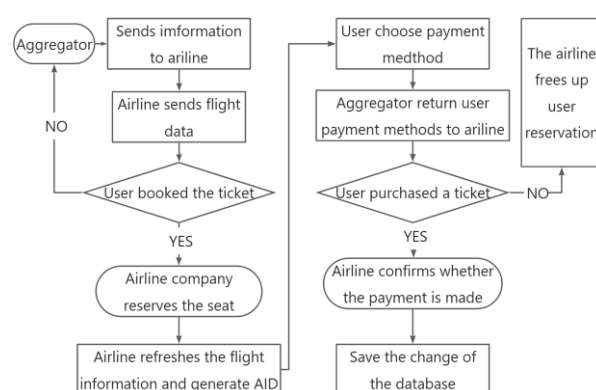 Aggregator
Sends imformation
to ariline
Airline sends flight
data
NO
User booked the ticket
YES
Airline company
reserves the seat
Airline refreshes the flight
information and generate AID
User choose payment
medthod
Aggregator return user
payment methods to ariline
User purchased a ticket
NO
The airline
frees up
user
reservation
YES
Airline confirms whether
the payment is made
Save the change of
the database